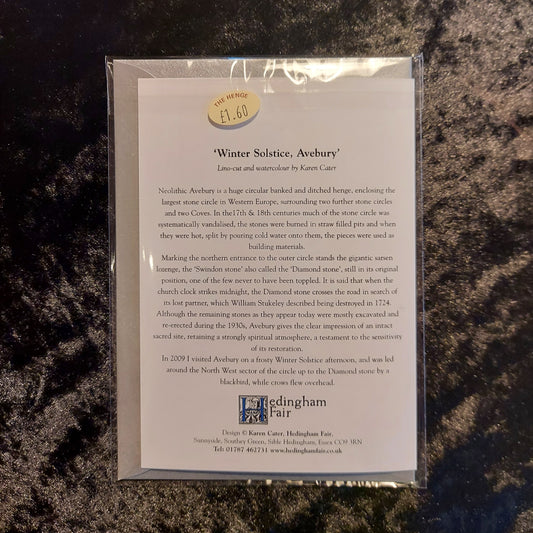 THE HENGE
£1.60
'Winter Solstice, Avebury'
Lino-cut and watercolour by Karen Cater
Neolithic Avebury is a huge circular banked and ditched henge, enclosing the
largest stone circle in Western Europe, surrounding two further stone circles
and two Coves. In the17th & 18th centuries much of the stone circle was
systematically vandalised, the stones were burned in straw filled pits and when
they were hot, split by pouring cold water onto them, the pieces were used as
building materials.
Marking the northern entrance to the outer circle stands the gigantic sarsen
lozenge, the 'Swindon stone' also called the 'Diamond stone', still in its original
position, one of the few never to have been toppled. It is said that when the
church clock strikes midnight, the Diamond stone crosses the road in search of
its lost partner, which William Stukeley described being destroyed in 1724.
Although the remaining stones as they appear today were mostly excavated and
re-erected during the 1930s, Avebury gives the clear impression of an intact
sacred site, retaining a strongly spiritual atmosphere, a testament to the sensitivity
of its restoration.
In 2009 I visited Avebury on a frosty Winter Solstice afternoon, and was led
around the North West sector of the circle up to the Diamond stone by a
blackbird, while crows flew overhead.
Hedingham
Fair
Design © Karen Cater, Hedingham Fair,
Sunnyside, Southey Green, Sible Hedingham, Essex CO9 3RN
Tel: 01787 462731 www.hedinghamfair.co.uk